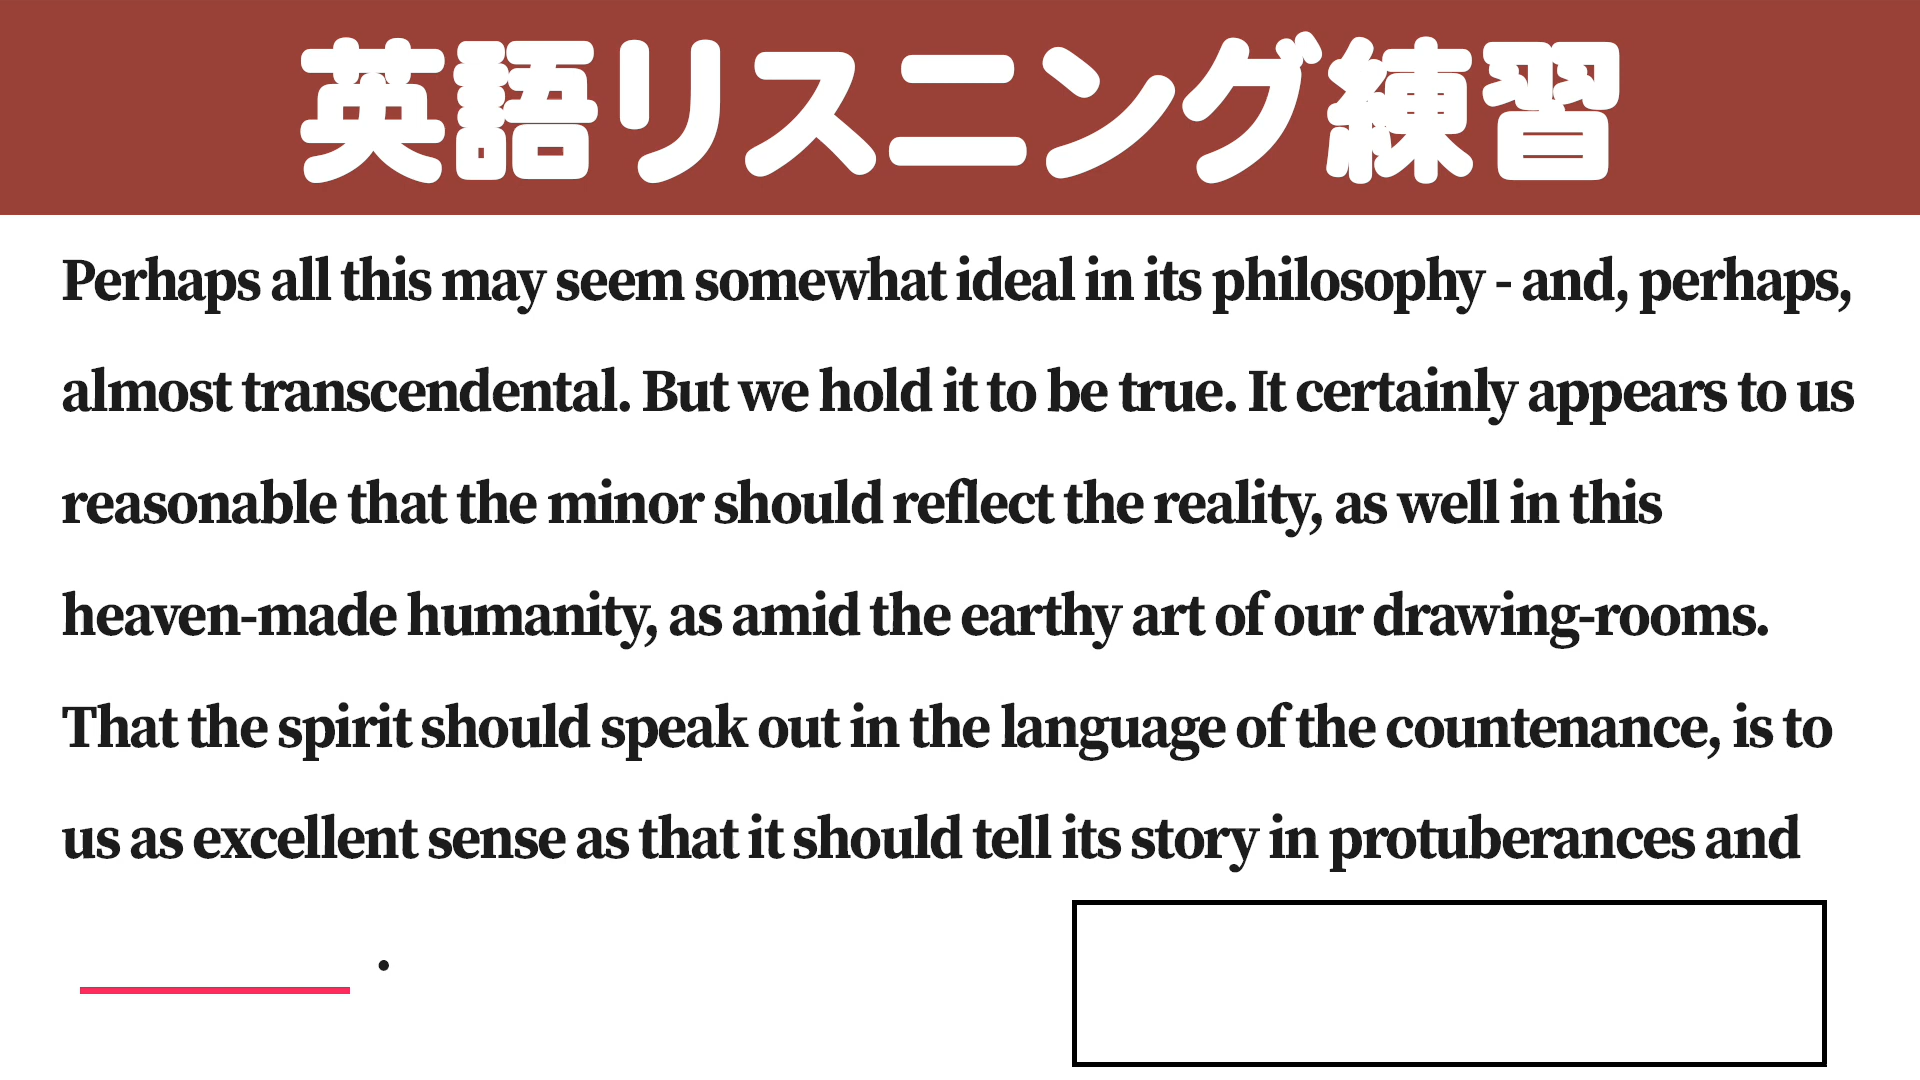 英語リスニング練習
Perhaps all this may seem somewhat ideal in its philosophy - and, perhaps,
almost transcendental. But we hold it to be true. It certainly appears to us
reasonable that the minor should reflect the reality, as well in this
heaven-made humanity, as amid the earthy art of our drawing-rooms.
That the spirit should speak out in the language of the countenance, is to
us as excellent sense as that it should tell its story in protuberances and
.